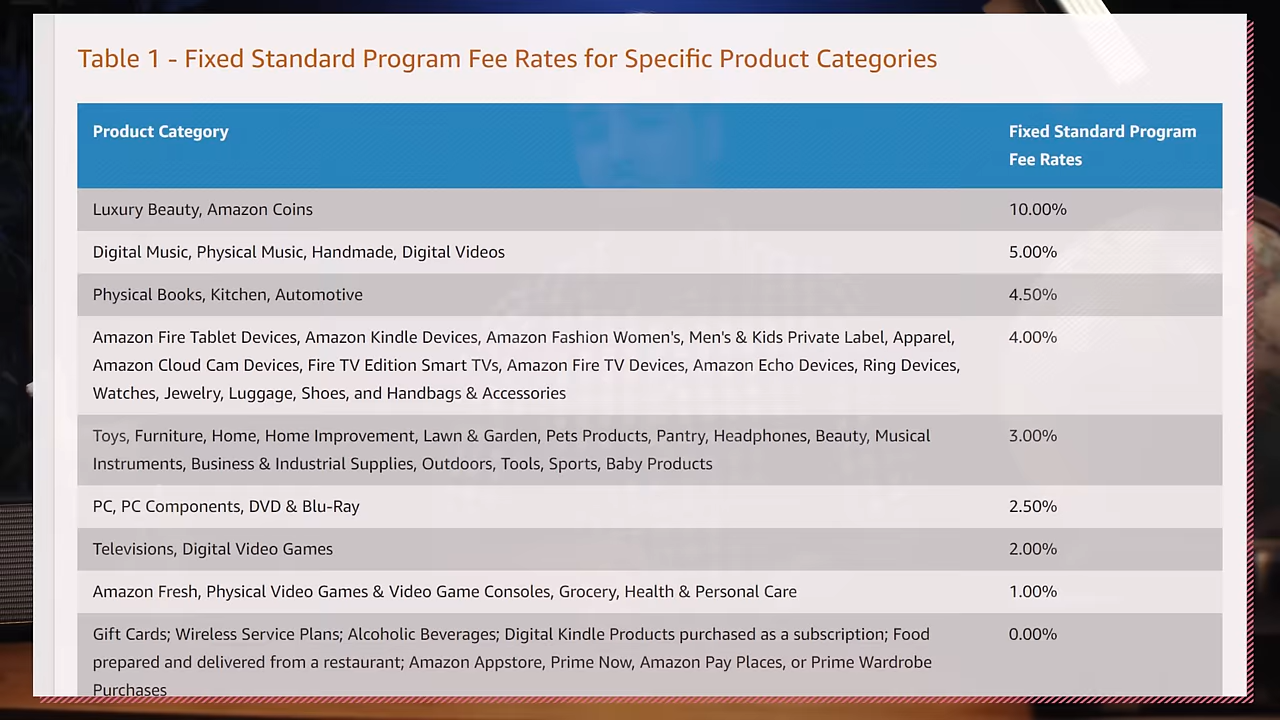 Table 1 - Fixed Standard Program Fee Rates for Specific Product Categories
Product Category
Fixed Standard Program
Fee Rates
Luxury Beauty, Amazon Coins
10.00%
Digital Music, Physical Music, Handmade, Digital Videos
5.00%
Physical Books, Kitchen, Automotive
4.50%
Amazon Fire Tablet Devices, Amazon Kindle Devices, Amazon Fashion Women's, Men's & Kids Private Label, Apparel,
4.00%
Amazon Cloud Cam Devices, Fire TV Edition Smart TVs, Amazon Fire TV Devices, Amazon Echo Devices, Ring Devices,
Watches, Jewelry, Luggage, Shoes, and Handbags & Accessories
Toys, Furniture, Home, Home Improvement, Lawn & Garden, Pets Products, Pantry, Headphones, Beauty, Musical
3.00%
Instruments, Business & Industrial Supplies, Outdoors, Tools, Sports, Baby Products
PC, PC Components, DVD & Blu-Ray
2.50%
Televisions, Digital Video Games
2.00%
Amazon Fresh, Physical Video Games & Video Game Consoles, Grocery, Health & Personal Care
1.00%
Gift Cards; Wireless Service Plans; Alcoholic Beverages; Digital Kindle Products purchased as a subscription; Food
0.00%
prepared and delivered from a restaurant; Amazon Appstore, Prime Now, Amazon Pay Places, or Prime Wardrobe
Purchases